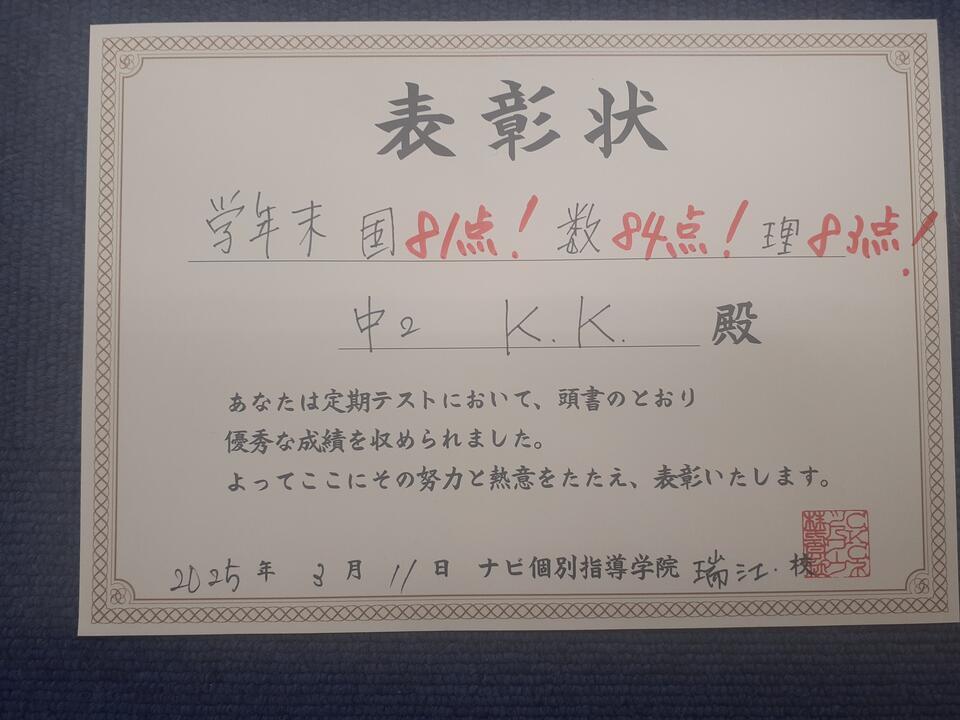 表彰状
学年末 国81点! 数84点! 理83点!
中2 K.K. 殿
あなたは定期テストにおいて、頭書のとおり
優秀な成績を収められました。
よってここにその努力と熱意をたたえ、表彰いたします。
2025年 3月 11日 ナビ個別指導学院 瑞江.校